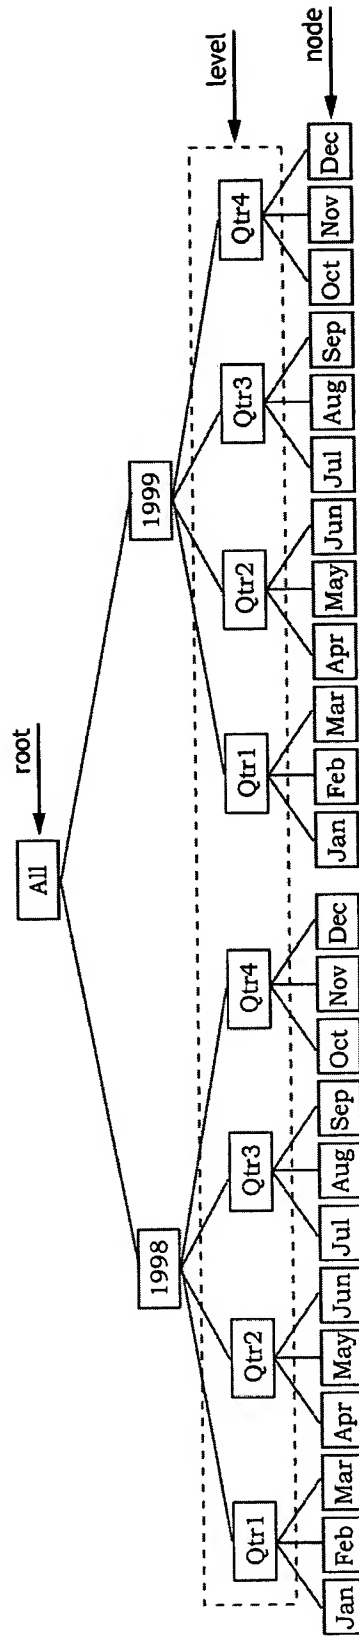 All
root
1998
1999
level
Qtr1 Qtr2 Qtr3 Qtr4 Qtr1 Qtr2 Qtr3 Qtr4
node
Jan Feb Mar Apr May Jun Jul Aug Sep Oct Nov Dec Jan Feb Mar Apr May Jun Jul Aug Sep Oct Nov Dec